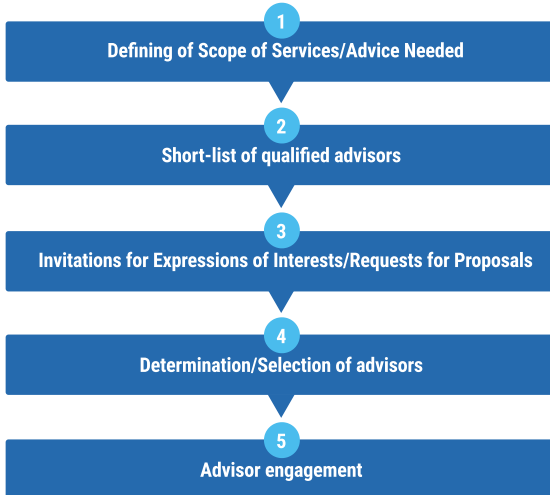 1
Defining of Scope of Services/Advice Needed
2
Short-list of qualified advisors
3
Invitations for Expressions of Interests/Requests for Proposals
4
Determination/Selection of advisors
5
Advisor engagement